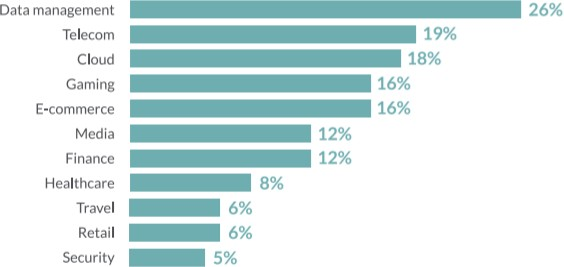 Data management 26%
Telecom 19%
Cloud 18%
Gaming 16%
E-commerce 16%
Media 12%
Finance 12%
Healthcare 8%
Travel 6%
Retail 6%
Security 5%